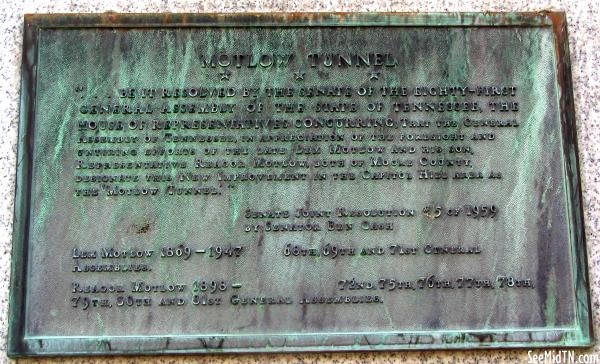 MOTLOW TUNNEL
". . . BE IT RESOLVED BY THE SENATE OF THE EIGHTY-FIRST
GENERAL ASSEMBLY OF THE STATE OF TENNESSEE, THE
HOUSE OF REPRESENTATIVES CONCURRING, THAT THE GENERAL
ASSEMBLY OF TENNESSEE, IN APPRECIATION OF THE FORESIGHT AND
UNTIRING EFFORTS OF THE LATE LEM MOTLOW AND HIS SON,
REPRESENTATIVE REAGOR MOTLOW, BOTH OF MOORE COUNTY,
DESIGNATE THIS NEW IMPROVEMENT IN THE CAPITOL HILL AREA AS
THE 'MOTLOW TUNNEL.' "
SENATE JOINT RESOLUTION #5 OF 1959
BY SENATOR BEN CASH
LEM MOTLOW 1869-1947 68TH, 69TH AND 71ST GENERAL
ASSEMBLIES.
REAGOR MOTLOW 1898- 72ND, 75TH, 76TH, 77TH, 78TH,
79TH, 80TH AND 81ST GENERAL ASSEMBLIES.
SeeMidTN.com